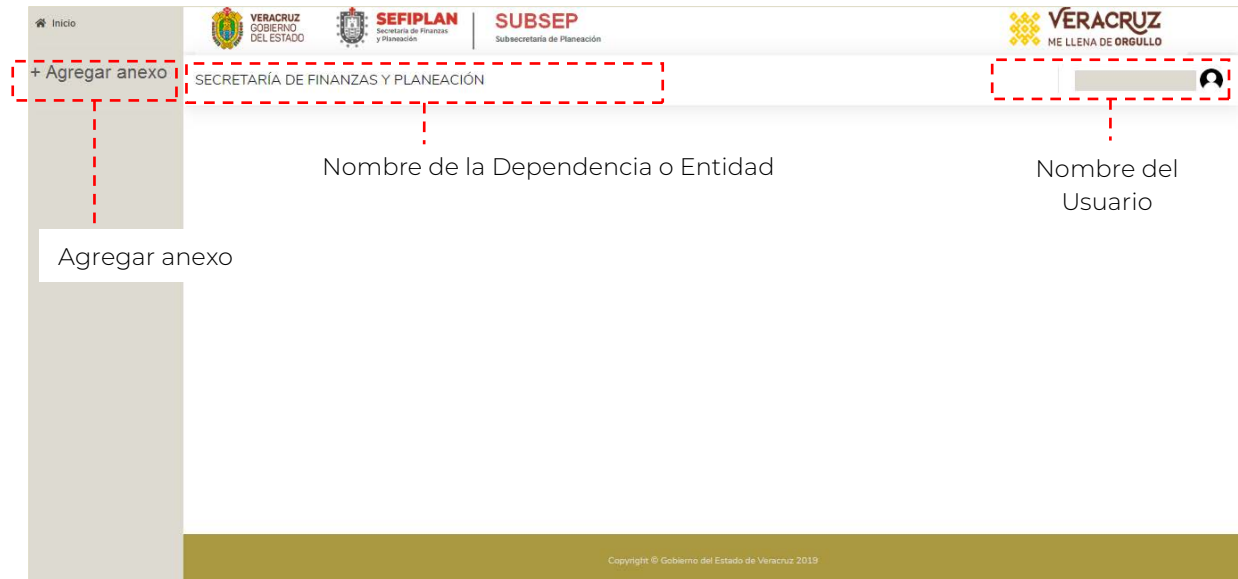 Inicio
VERACRUZ
GOBIERNO
DEL ESTADO
SEFIPLAN
Secretaría de Finanzas
y Planeación
SUBSEP
Subsecretaría de Planeación
VERACRUZ
ME LLENA DE ORGULLO
+ Agregar anexo
SECRETARÍA DE FINANZAS Y PLANEACIÓN
Nombre de la Dependencia o Entidad
Nombre del
Usuario
Agregar anexo
Copyright © Gobierno del Estado de Veracruz 2019